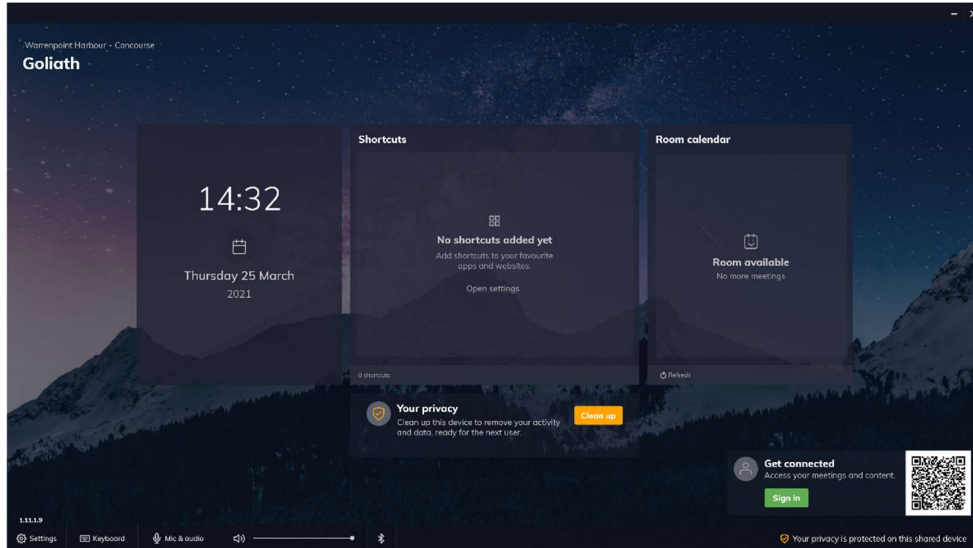 Warrenpoint Harbour - Concourse
Goliath
14:32
Thursday 25 March
2021
Shortcuts
No shortcuts added yet
Add shortcuts to your favourite
apps and websites.
Open settings
0 shortcuts
Room calendar
Room available
No more meetings
Refresh
Your privacy
Clean up this device to remove your activity
and data, ready for the next user.
Clean up
Get connected
Access your meetings and content.
Sign in
1.11.1.9
Settings
Keyboard
Mic & audio
Your privacy is protected on this shared device